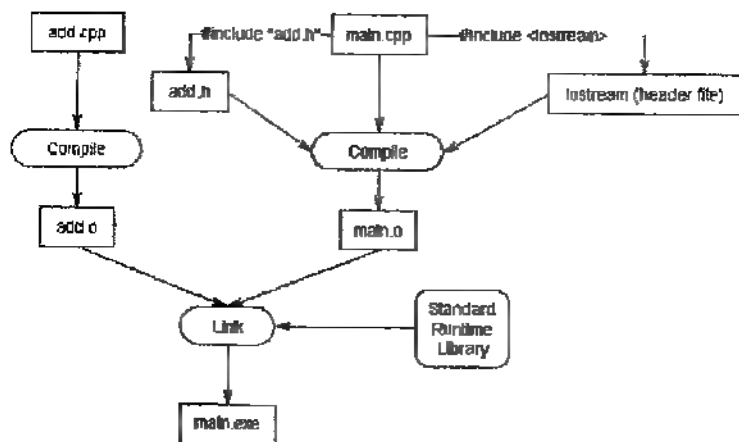 add.cpp
#include "add.h"
main.cpp
#include <iostream>
add.h
iostream (header file)
Compile
Compile
add.o
main.o
Link
Standard
Runtime
Library
main.exe